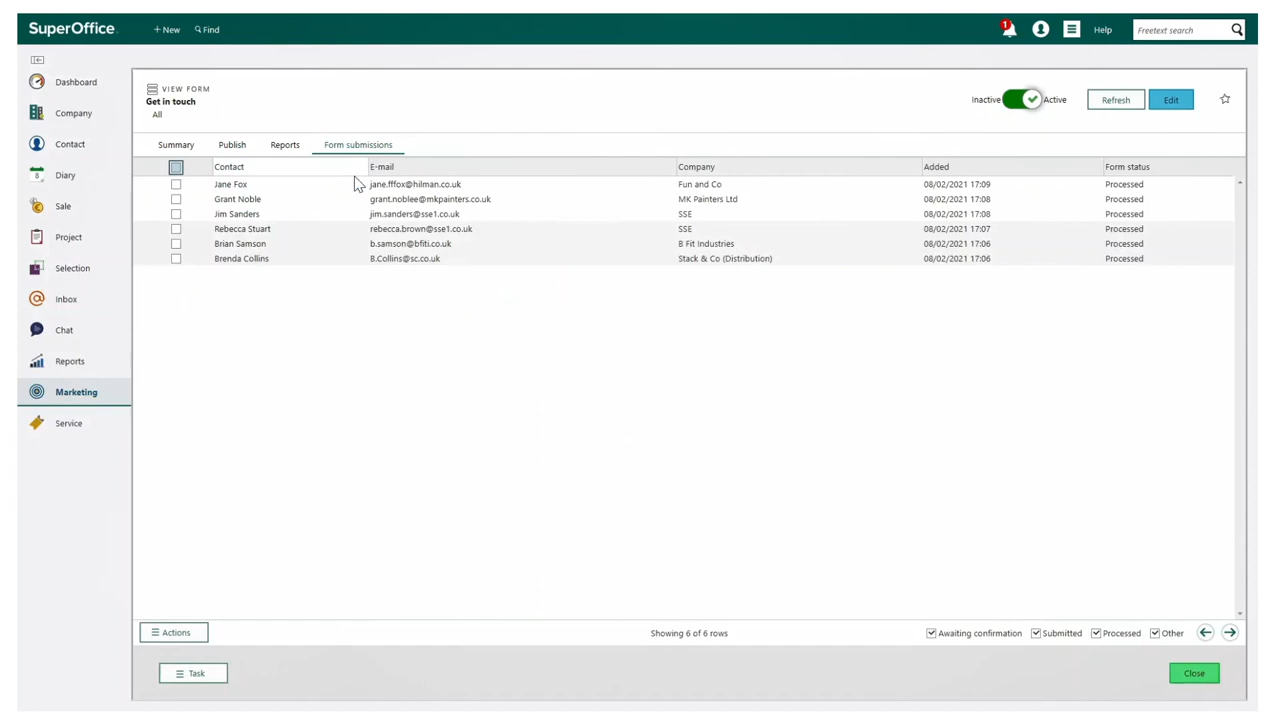 SuperOffice
+ New
Find
1
Help
Freetext search
Dashboard
Company
Contact
8
Diary
Sale
Project
Selection
Inbox
Chat
Reports
Marketing
Service
VIEW FORM
Get in touch
All
Inactive
Active
Refresh
Edit
Summary
Publish
Reports
Form submissions
Contact E-mail Company Added Form status
Jane Fox jane.fffox@hilman.co.uk Fun and Co 08/02/2021 17:09 Processed
Grant Noble grant.noblee@mkpainters.co.uk MK Painters Ltd 08/02/2021 17:08 Processed
Jim Sanders jim.sanders@sse1.co.uk SSE 08/02/2021 17:08 Processed
Rebecca Stuart rebecca.brown@sse1.co.uk SSE 08/02/2021 17:07 Processed
Brian Samson b.samson@bfiti.co.uk B Fit Industries 08/02/2021 17:06 Processed
Brenda Collins B.Collins@sc.co.uk Stack & Co (Distribution) 08/02/2021 17:06 Processed
Actions
Showing 6 of 6 rows
Awaiting confirmation
Submitted
Processed
Other
Task
Close